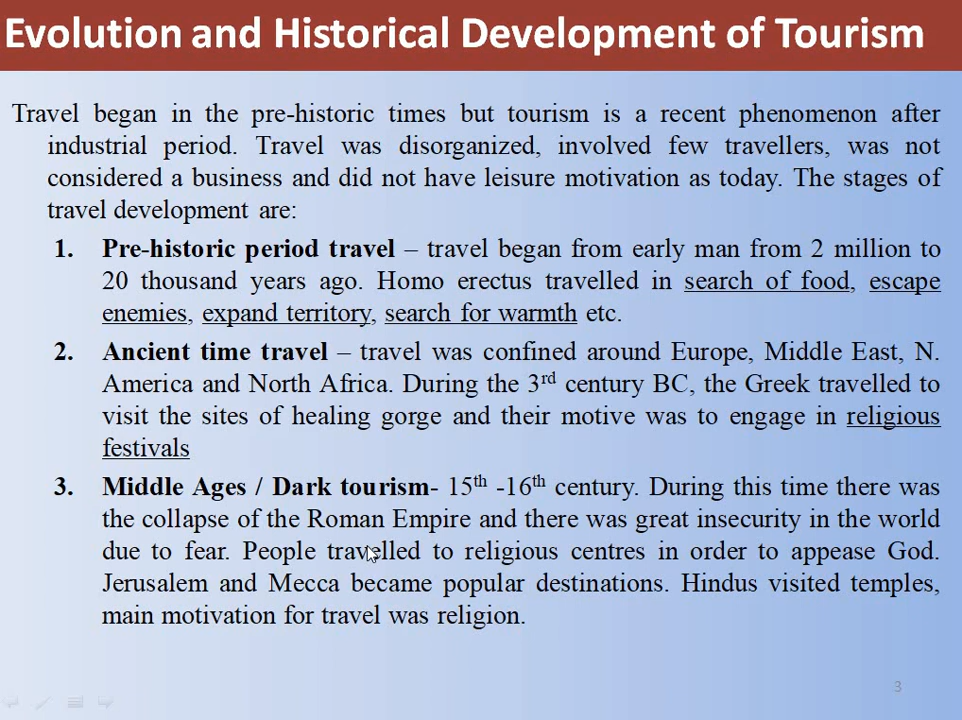 Evolution and Historical Development of Tourism
Travel began in the pre-historic times but tourism is a recent phenomenon after
industrial period. Travel was disorganized, involved few travellers, was not
considered a business and did not have leisure motivation as today. The stages of
travel development are:
1. Pre-historic period travel – travel began from early man from 2 million to
20 thousand years ago. Homo erectus travelled in search of food, escape
enemies, expand territory, search for warmth etc.
2. Ancient time travel – travel was confined around Europe, Middle East, N.
America and North Africa. During the 3rd century BC, the Greek travelled to
visit the sites of healing gorge and their motive was to engage in religious
festivals
3. Middle Ages / Dark tourism- 15th -16th century. During this time there was
the collapse of the Roman Empire and there was great insecurity in the world
due to fear. People travelled to religious centres in order to appease God.
Jerusalem and Mecca became popular destinations. Hindus visited temples,
main motivation for travel was religion.
3